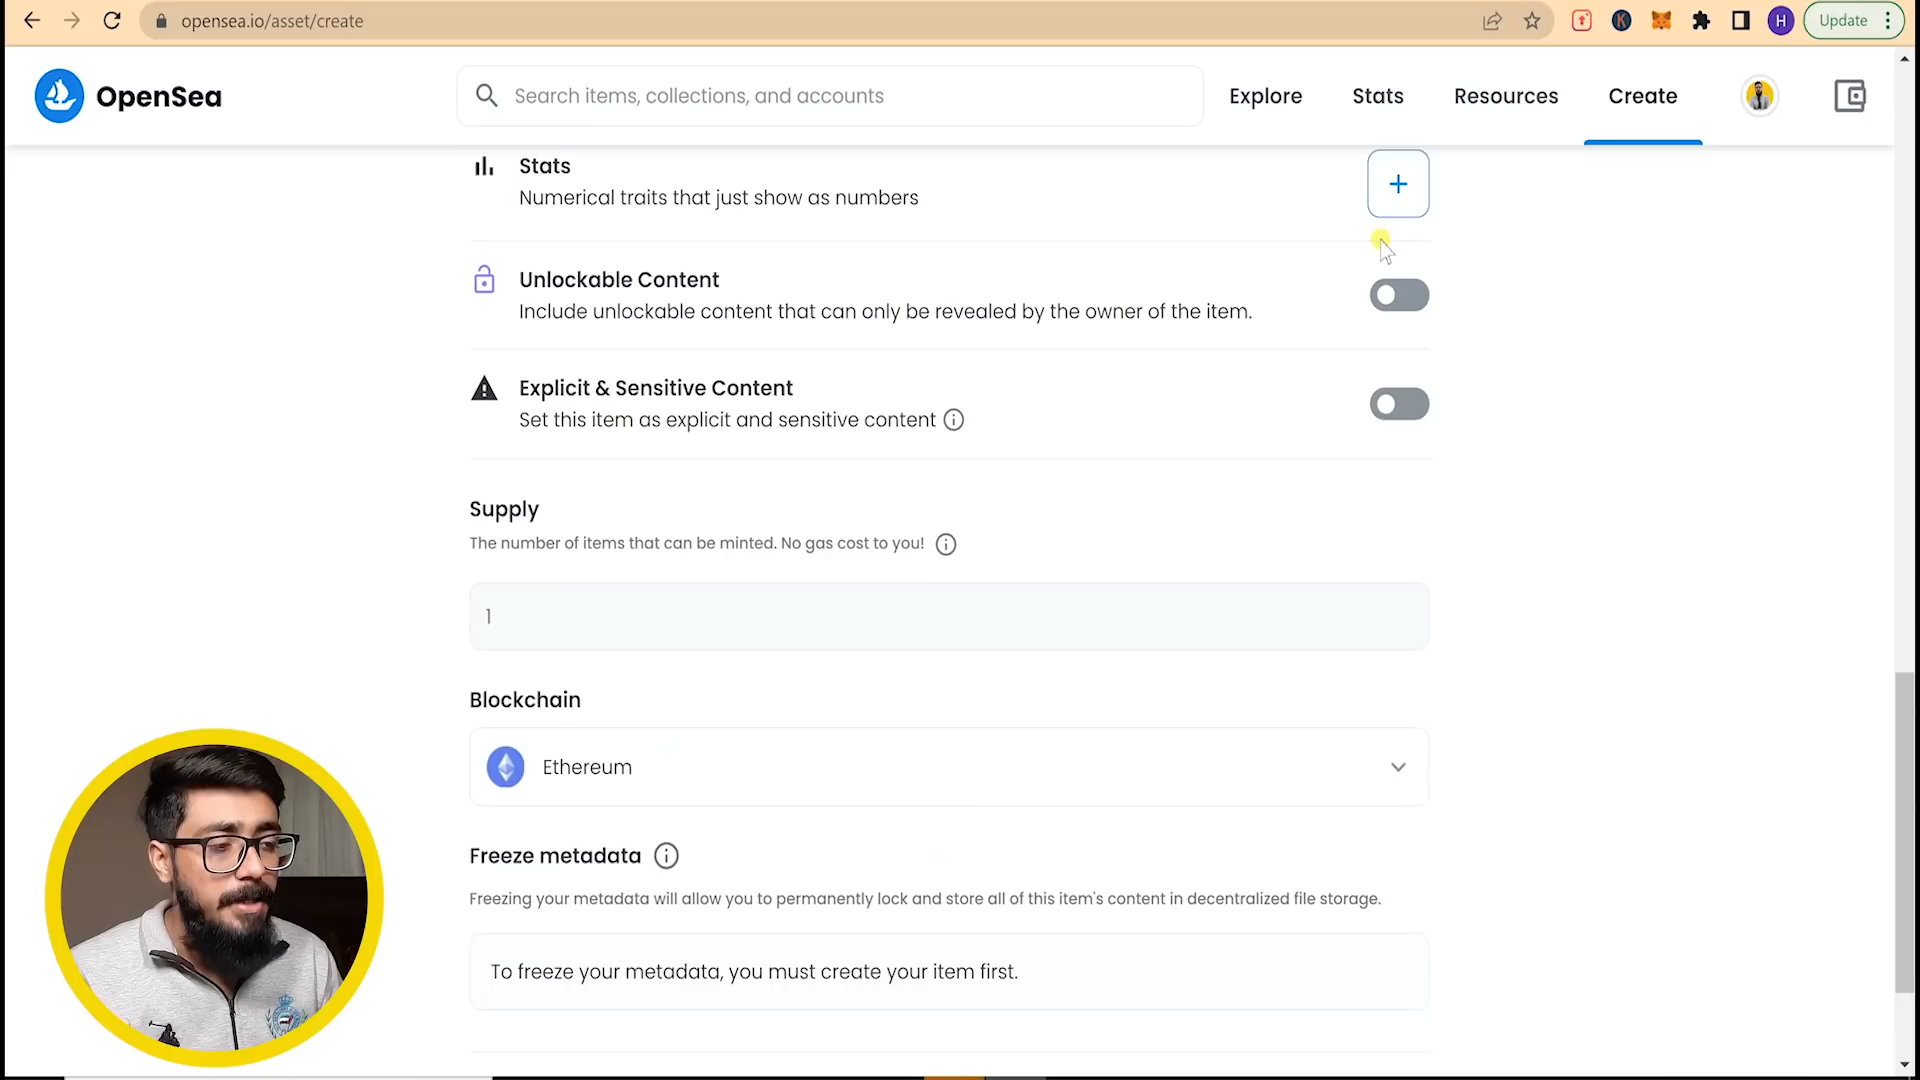 opensea.io/asset/create
K
H
Update
OpenSea
Search items, collections, and accounts
Explore
Stats
Resources
Create
Stats
Numerical traits that just show as numbers
Unlockable Content
Include unlockable content that can only be revealed by the owner of the item.
Explicit & Sensitive Content
Set this item as explicit and sensitive content
Supply
The number of items that can be minted. No gas cost to you!
1
Blockchain
Ethereum
Freeze metadata
Freezing your metadata will allow you to permanently lock and store all of this item's content in decentralized file storage.
To freeze your metadata, you must create your item first.